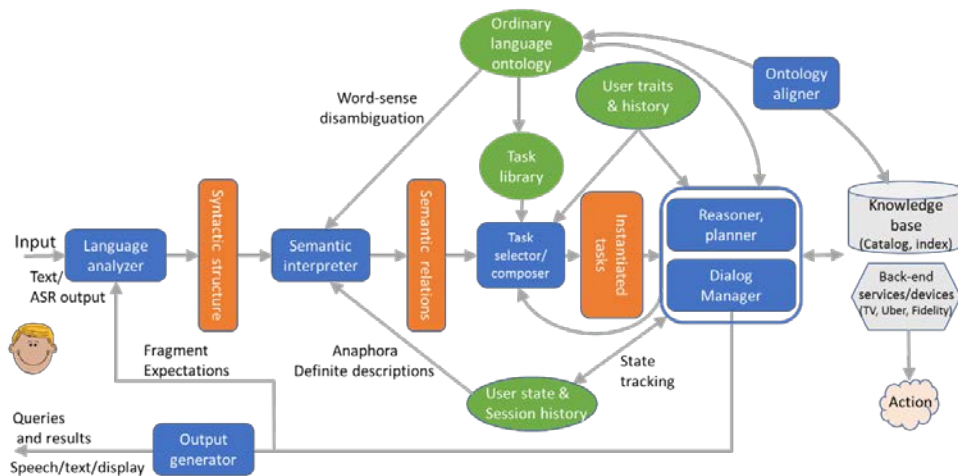 Ordinary
language
ontology
Ontology
aligner
User traits
& history
Word-sense
disambiguation
Task
library
Syntactic structure
Semantic relations
Instantiated
tasks
Reasoner,
planner
Knowledge
base
(Catalog, index)
Input
Language
analyzer
Semantic
interpreter
Task
selector/
composer
Text/
ASR output
Dialog
Manager
Back-end
services/devices
(TV, Uber, Fidelity)
Fragment
Expectations
Anaphora
Definite descriptions
State
tracking
User state &
Session history
Action
Queries
and results
Output
generator
Speech/text/display